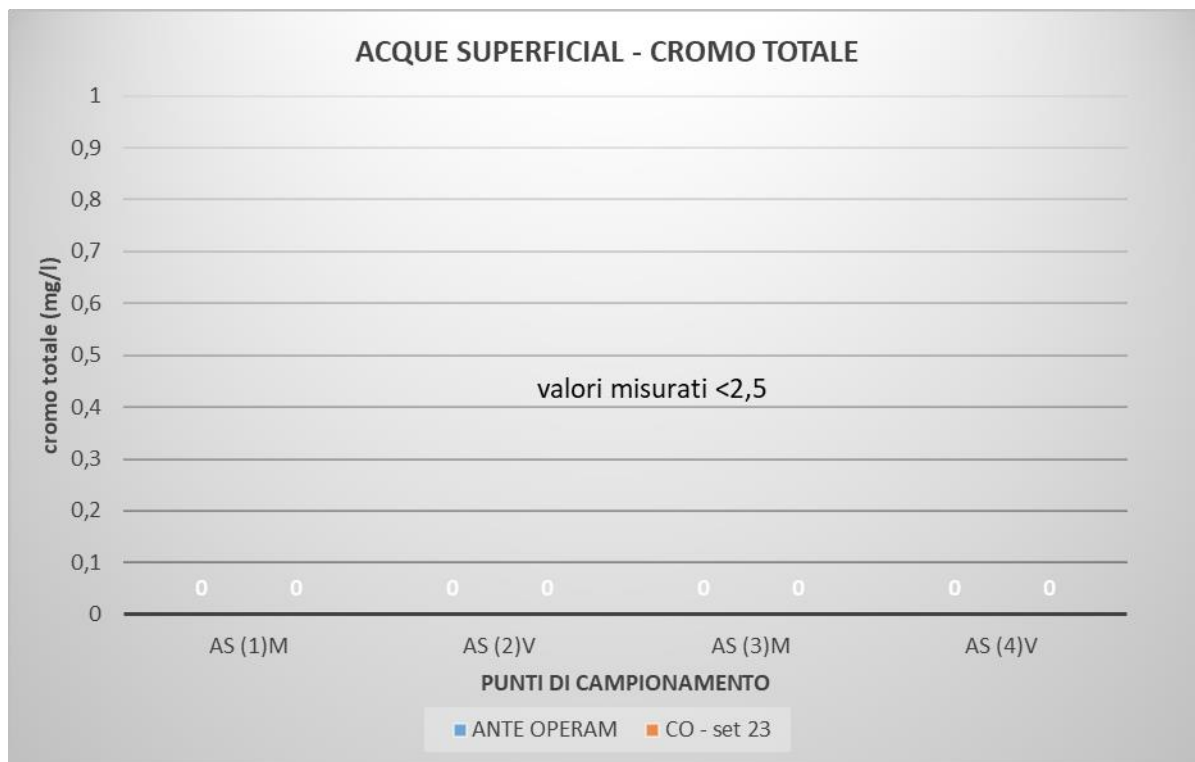 ACQUE SUPERFICIAL - CROMO TOTALE
1
0,9
0,8
0,7
0,6
0,5
0,4
0,3
0,2
0,1
0
cromo totale (mg/l)
valori misurati <2,5
0 0 0 0 0 0 0 0
AS (1)M AS (2)V AS (3)M AS (4)V
PUNTI DI CAMPIONAMENTO
ANTE OPERAM CO - set 23